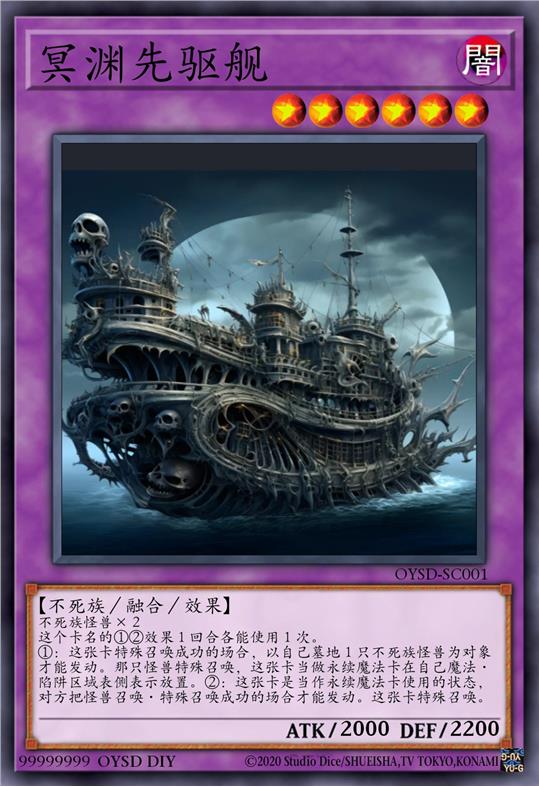 冥渊先驱舰
闇
OYSD-SC001
【不死族／融合／效果】
不死族怪兽×2
这个卡名的①②效果1回合各能使用1次。
①：这张卡特殊召唤成功的场合，以自己墓地1只不死族怪兽为对象
才能发动。那只怪兽特殊召唤，这张卡当做永续魔法卡在自己魔法·
陷阱区域表侧表示放置。②：这张卡是当作永续魔法卡使用的状态，
对方把怪兽召唤·特殊召唤成功的场合才能发动。这张卡特殊召唤。
ATK/2000 DEF/2200
99999999 OYSD DIY ©2020 Studio Dice/SHUEISHA,TV TOKYO,KONAMI